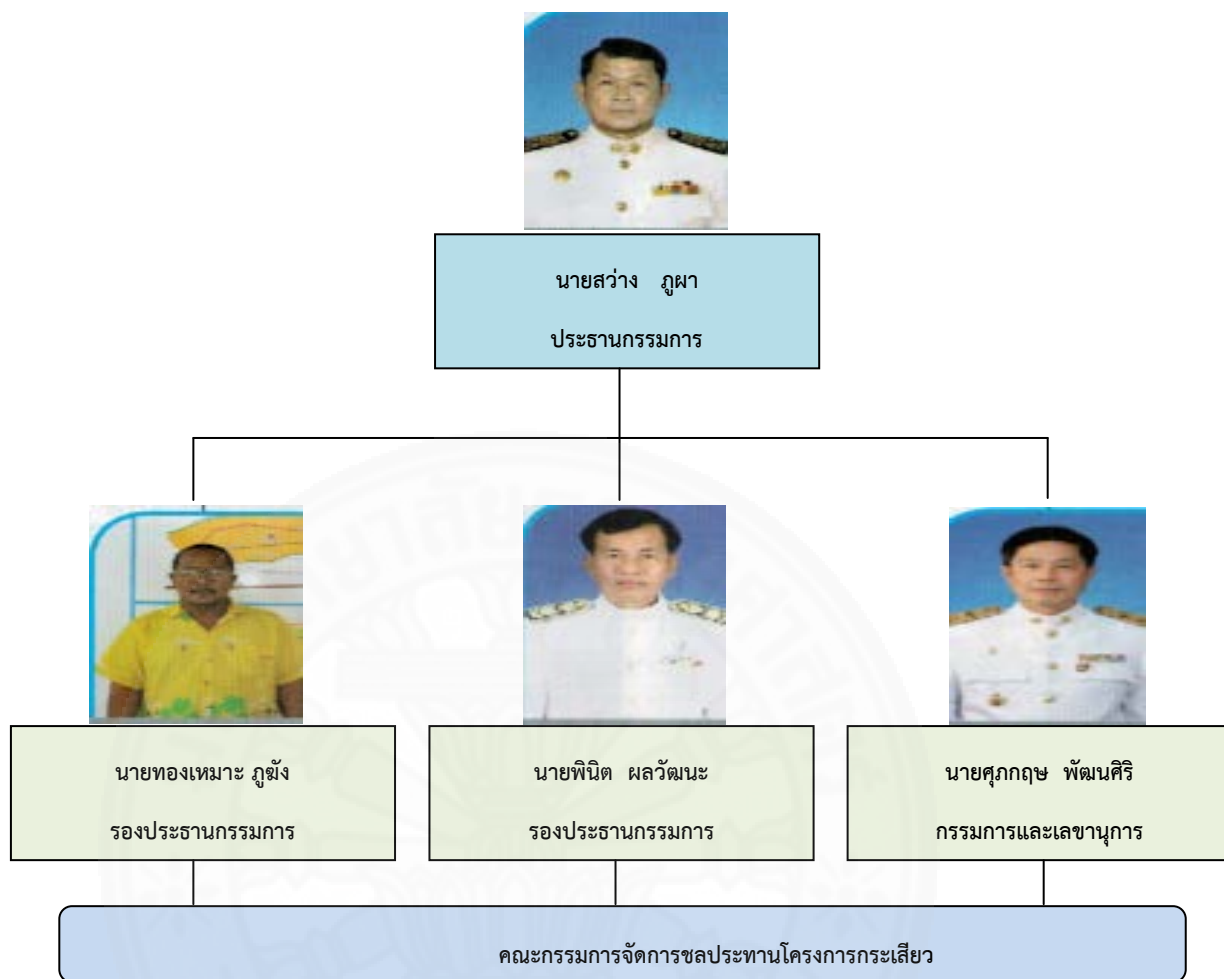 นายสว่าง ภูผา
ประธานกรรมการ
นายทองเหมาะ ภูฆัง
รองประธานกรรมการ
นายพินิต ผลวัฒนะ
รองประธานกรรมการ
นายศุภกฤษ พัฒนศิริ
กรรมการและเลขานุการ
คณะกรรมการจัดการชลประทานโครงการกระเสียว